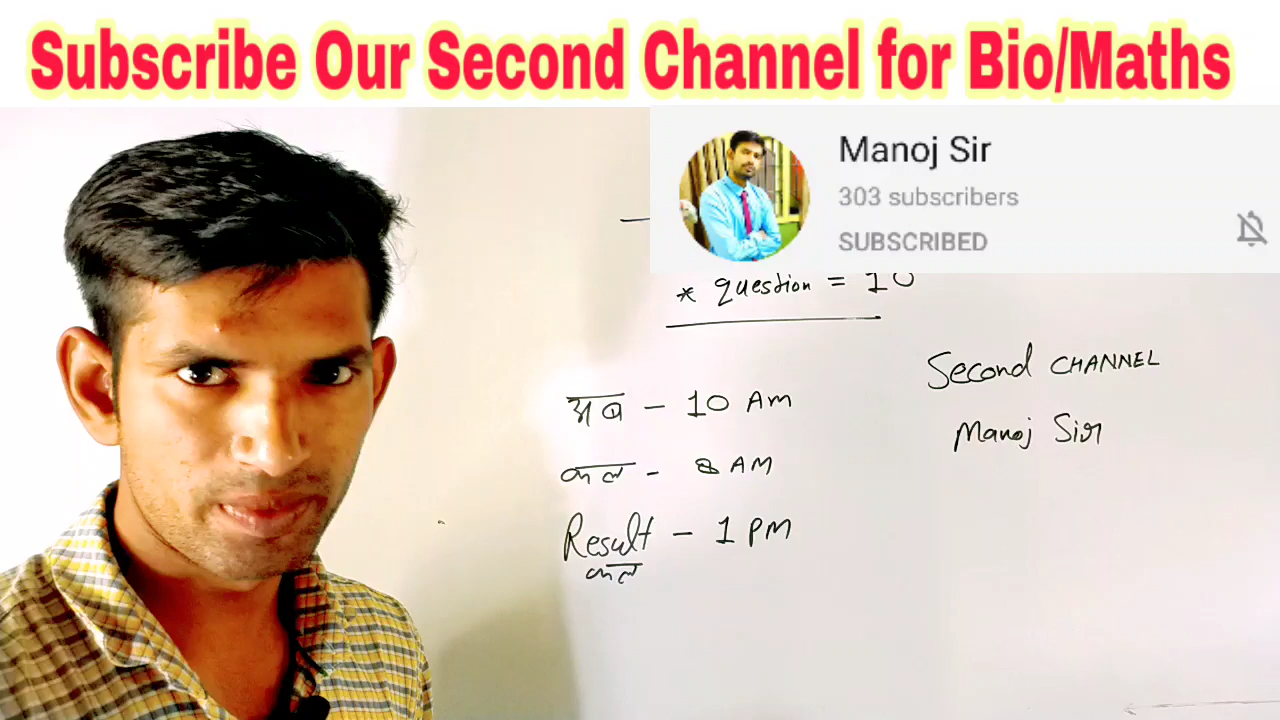 Subscribe Our Second Channel for Bio/Maths
Manoj Sir
303 subscribers
SUBSCRIBED
* question = 10
Second CHANNEL
Manoj Sir
अब - 10 AM
कल - 8 AM
Result - 1 PM
कल